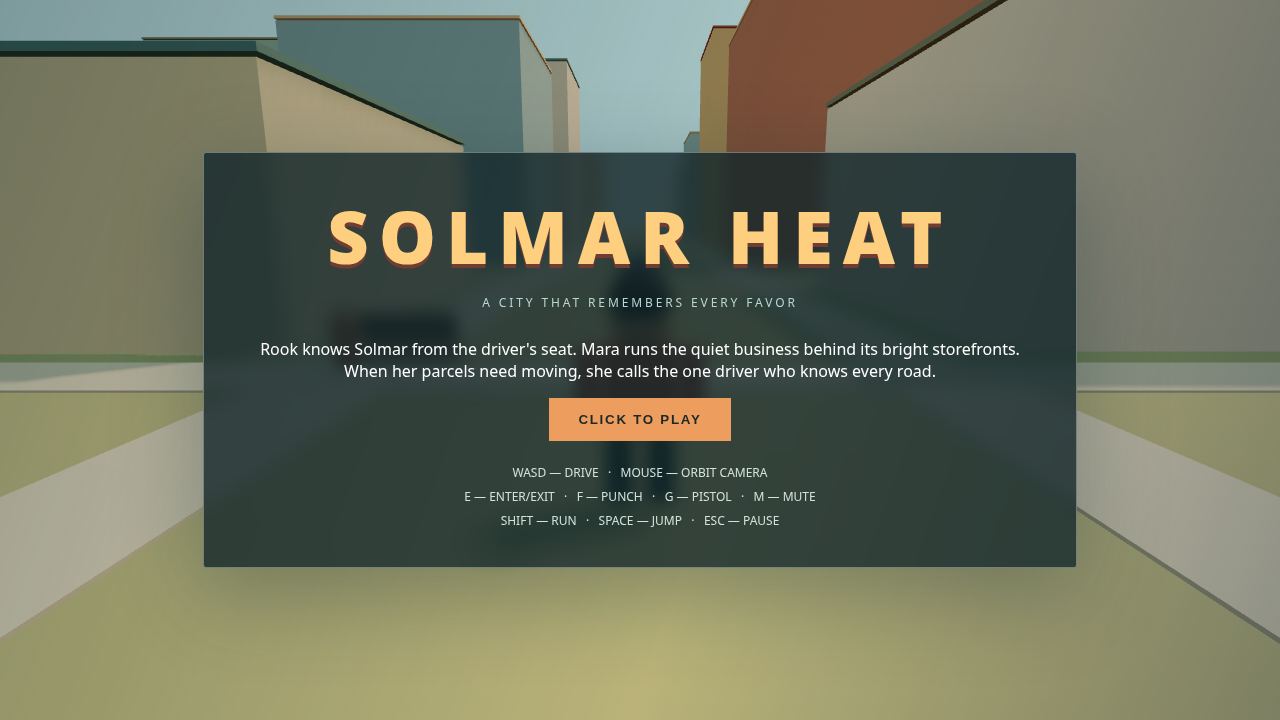 SOLMAR HEAT
A CITY THAT REMEMBERS EVERY FAVOR
Rook knows Solmar from the driver's seat. Mara runs the quiet business behind its bright storefronts.
When her parcels need moving, she calls the one driver who knows every road.
CLICK TO PLAY
WASD — DRIVE · MOUSE — ORBIT CAMERA
E — ENTER/EXIT · F — PUNCH · G — PISTOL · M — MUTE
SHIFT — RUN · SPACE — JUMP · ESC — PAUSE